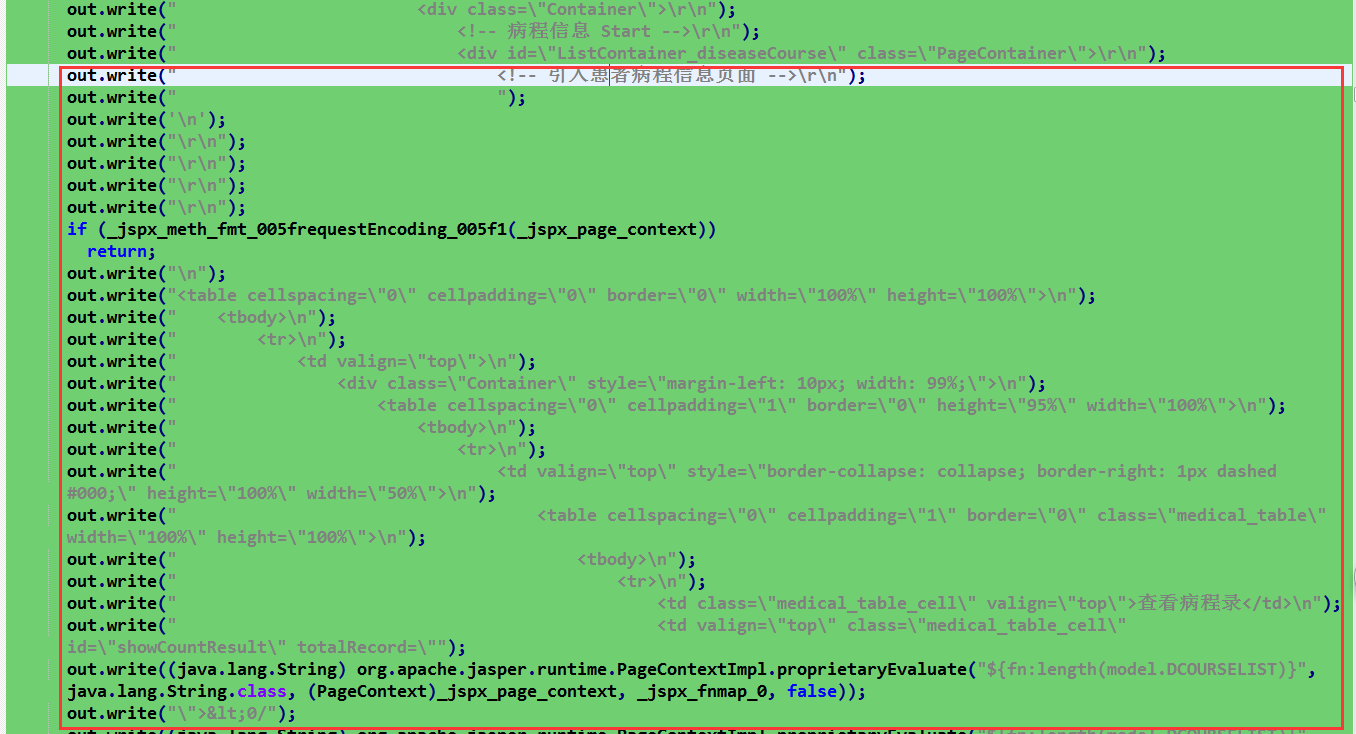 out.write("                        <div class=\"Container\">\r\n");
out.write("                            <!-- 病程信息 Start -->\r\n");
out.write("                            <div id=\"ListContainer_diseaseCourse\" class=\"PageContainer\">\r\n");
out.write("                                <!-- 引入患者病程信息页面 -->\r\n");
out.write("                                ");
out.write('\n');
out.write("\r\n");
out.write("\r\n");
out.write("\r\n");
out.write("\r\n");
if (_jspx_meth_fmt_005frequestEncoding_005f1(_jspx_page_context))
  return;
out.write("\n");
out.write("<table cellspacing=\"0\" cellpadding=\"0\" border=\"0\" width=\"100%\" height=\"100%\">\n");
out.write("    <tbody>\n");
out.write("        <tr>\n");
out.write("            <td valign=\"top\">\n");
out.write("                <div class=\"Container\" style=\"margin-left: 10px; width: 99%;\">\n");
out.write("                    <table cellspacing=\"0\" cellpadding=\"1\" border=\"0\" height=\"95%\" width=\"100%\">\n");
out.write("                        <tbody>\n");
out.write("                            <tr>\n");
out.write("                                <td valign=\"top\" style=\"border-collapse: collapse; border-right: 1px dashed
#000;\" height=\"100%\" width=\"50%\">\n");
out.write("                                    <table cellspacing=\"0\" cellpadding=\"1\" border=\"0\" class=\"medical_table\"
width=\"100%\" height=\"100%\">\n");
out.write("                                        <tbody>\n");
out.write("                                            <tr>\n");
out.write("                                                <td class=\"medical_table_cell\" valign=\"top\">查看病程录</td>\n");
out.write("                                                <td valign=\"top\" class=\"medical_table_cell\"
id=\"showCountResult\" totalRecord=\"");
out.write((java.lang.String) org.apache.jasper.runtime.PageContextImpl.proprietaryEvaluate("${fn:length(model.DCOURSELIST)}",
java.lang.String.class, (PageContext)_jspx_page_context, _jspx_fnmap_0, false));
out.write("\">&lt;0/");